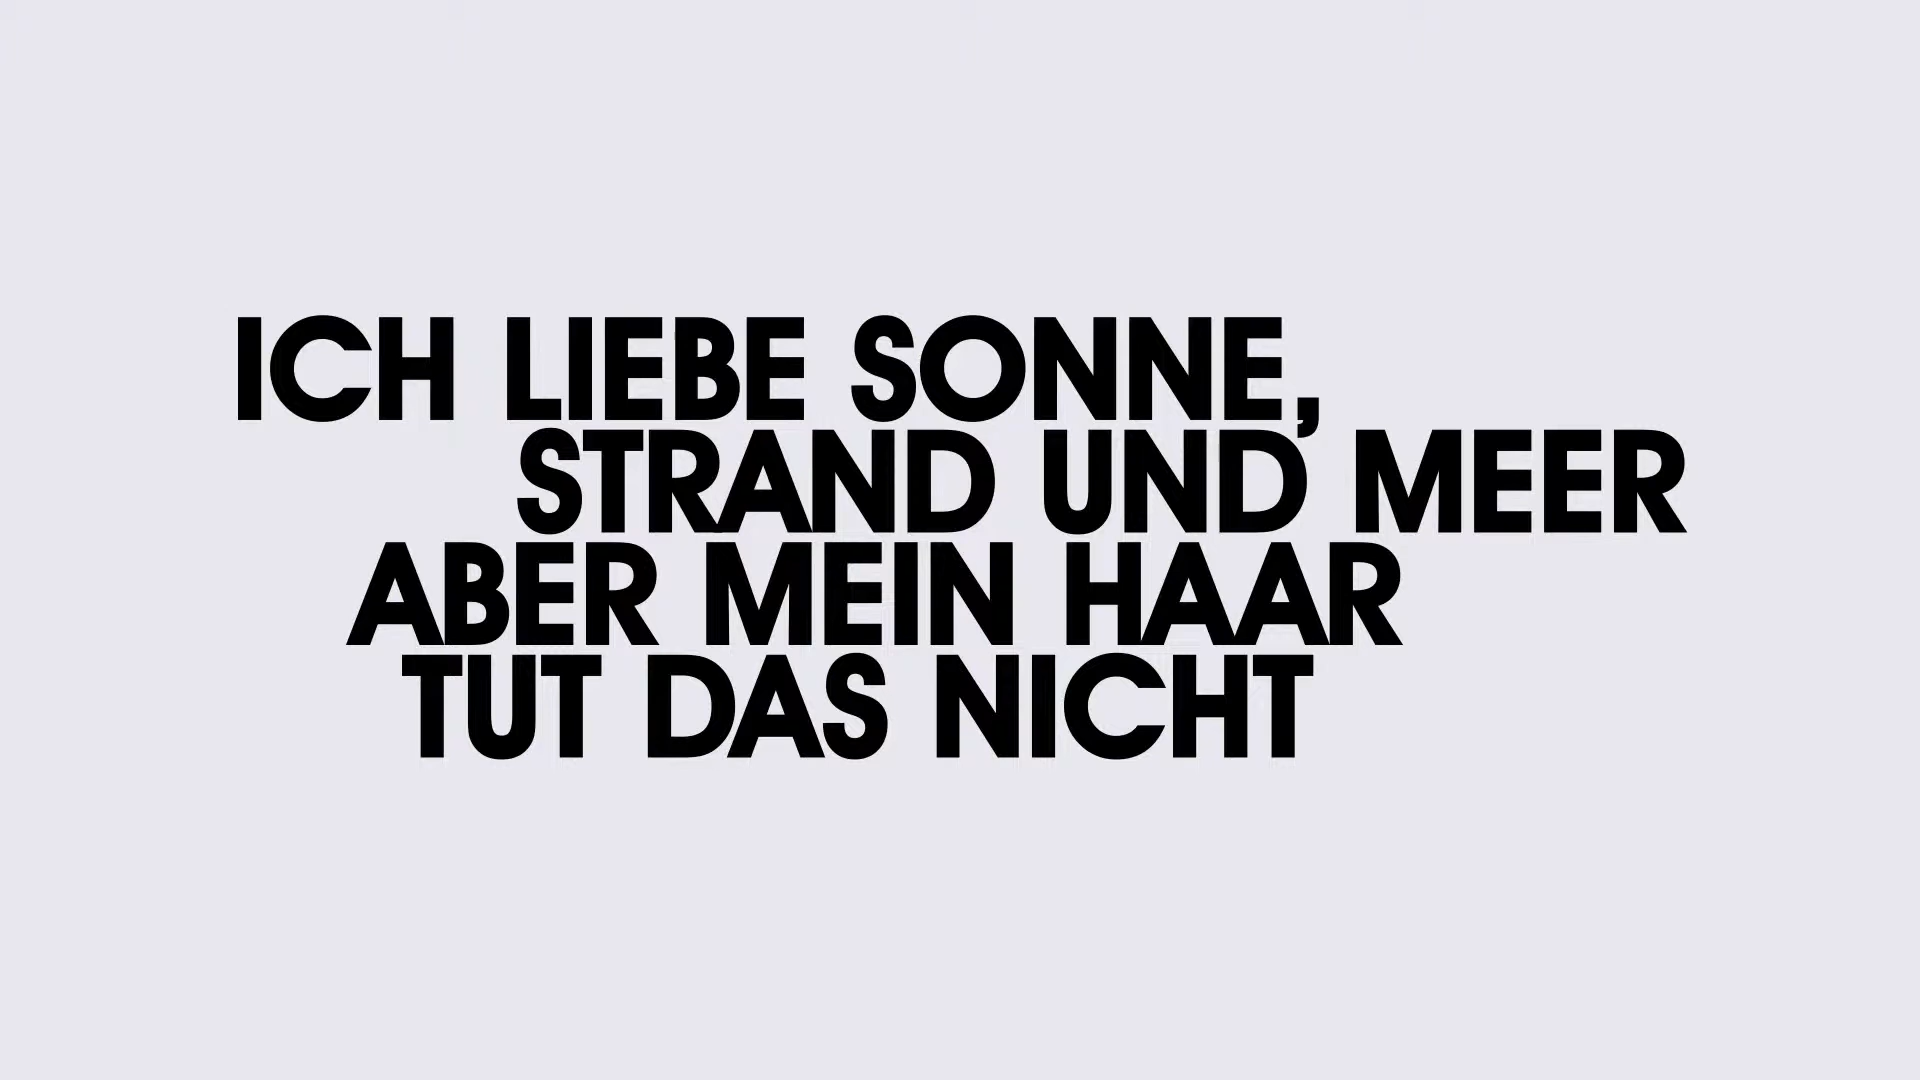 ICH LIEBE SONNE,
STRAND UND MEER
ABER MEIN HAAR
TUT DAS NICHT